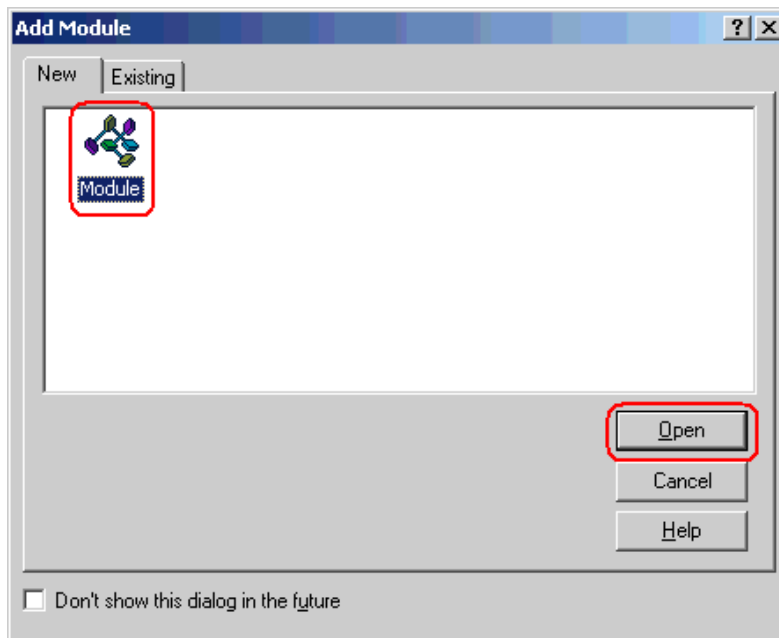 Add Module
New
Existing
Module
Open
Cancel
Help
Don't show this dialog in the future